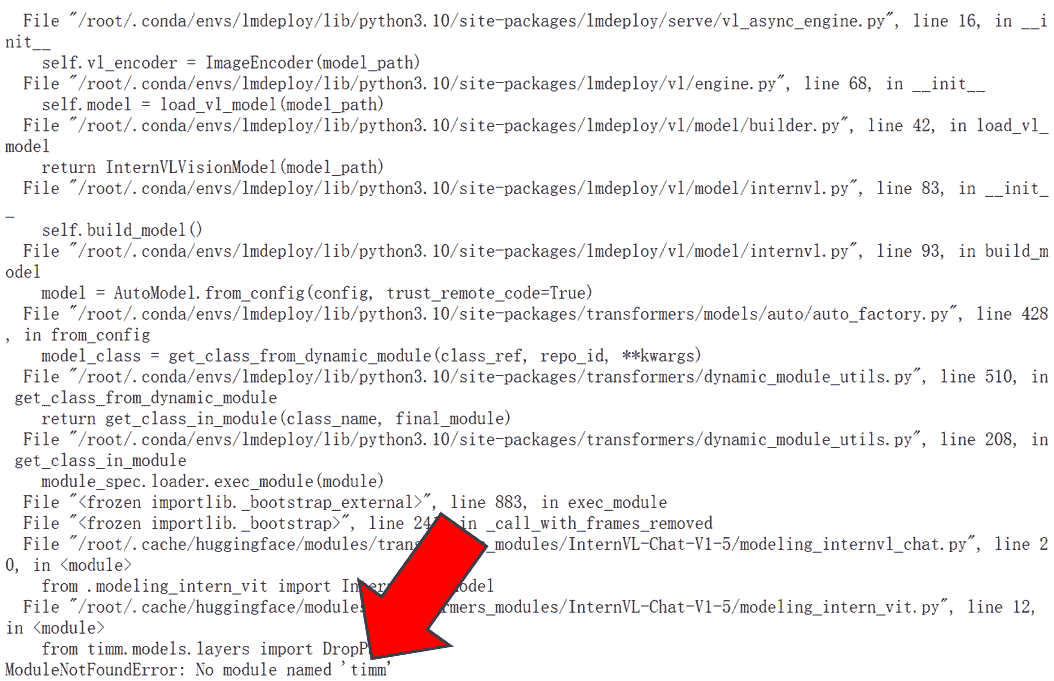 File "/root/.conda/envs/lmdeploy/lib/python3.10/site-packages/lmdeploy/serve/vl_async_engine.py", line 16, in __i
nit__
self.vl_encoder = ImageEncoder(model_path)
File "/root/.conda/envs/lmdeploy/lib/python3.10/site-packages/lmdeploy/vl/engine.py", line 68, in __init__
self.model = load_vl_model(model_path)
File "/root/.conda/envs/lmdeploy/lib/python3.10/site-packages/lmdeploy/vl/model/builder.py", line 42, in load_vl_
model
return InternVLVisionModel(model_path)
File "/root/.conda/envs/lmdeploy/lib/python3.10/site-packages/lmdeploy/vl/model/internvl.py", line 83, in __init_
_
self.build_model()
File "/root/.conda/envs/lmdeploy/lib/python3.10/site-packages/lmdeploy/vl/model/internvl.py", line 93, in build_m
odel
model = AutoModel.from_config(config, trust_remote_code=True)
File "/root/.conda/envs/lmdeploy/lib/python3.10/site-packages/transformers/models/auto/auto_factory.py", line 428
, in from_config
model_class = get_class_from_dynamic_module(class_ref, repo_id, **kwargs)
File "/root/.conda/envs/lmdeploy/lib/python3.10/site-packages/transformers/dynamic_module_utils.py", line 510, in
get_class_from_dynamic_module
return get_class_in_module(class_name, final_module)
File "/root/.conda/envs/lmdeploy/lib/python3.10/site-packages/transformers/dynamic_module_utils.py", line 208, in
get_class_in_module
module_spec.loader.exec_module(module)
File "<frozen importlib._bootstrap_external>", line 883, in exec_module
File "<frozen importlib._bootstrap>", line in _call_with_frames_removed
File "/root/.cache/huggingface/modules/ _modules/InternVL-Chat-V1-5/modeling_internvl_chat.py", line 2
0, in <module>
from .modeling_intern_vit import
File "/root/.cache/huggingface/ _modules/InternVL-Chat-V1-5/modeling_intern_vit.py", line 12,
in <module>
from timm.models.layers import
ModuleNotFoundError: No module named 'timm'